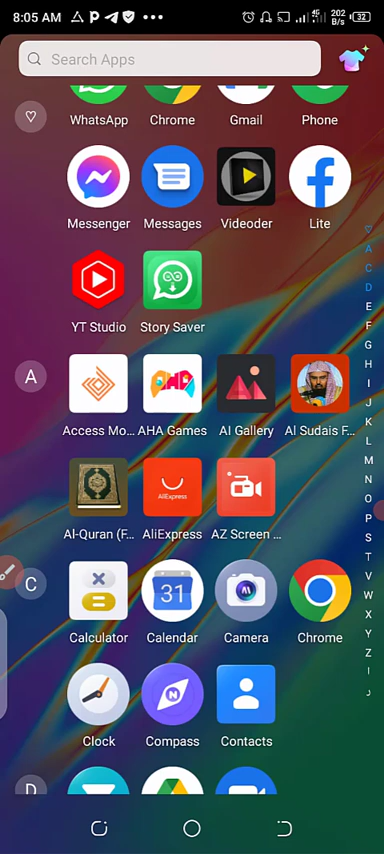 8:05 AM
4G
202
B/s
32
Search Apps
WhatsApp Chrome Gmail Phone
Messenger Messages Videoder Lite
YT Studio Story Saver
A
Access Mo... AHA Games AI Gallery Al Sudais F...
Al-Quran (F... AliExpress AZ Screen ...
AliExpress
C
31
Calculator Calendar Camera Chrome
Clock Compass Contacts
D
A
C
D
E
F
G
H
I
J
K
L
M
N
O
P
S
T
V
W
X
Y
Z